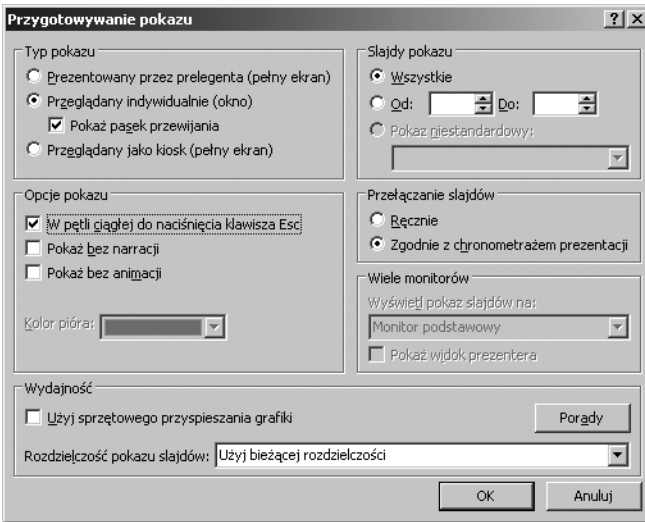 Przygotowywanie pokazu
Typ pokazu
Prezentowany przez prelegenta (pełny ekran)
Przeglądany indywidualnie (okno)
Pokaż pasek przewijania
Przeglądany jako kiosk (pełny ekran)
Slajdy pokazu
Wszystkie
Od: Do:
Pokaz niestandardowy:
Opcje pokazu
W pętli ciągłej do naciśnięcia klawisza Esc
Pokaż bez narracji
Pokaż bez animacji
Kolor pióra:
Przełączanie slajdów
Ręcznie
Zgodnie z chronometrażem prezentacji
Wiele monitorów
Wyświetl pokaz slajdów na:
Monitor podstawowy
Pokaż widok prezentera
Wydajność
Użyj sprzętowego przyspieszania grafiki
Porady
Rozdzielczość pokazu slajdów: Użyj bieżącej rozdzielczości
OK Anuluj